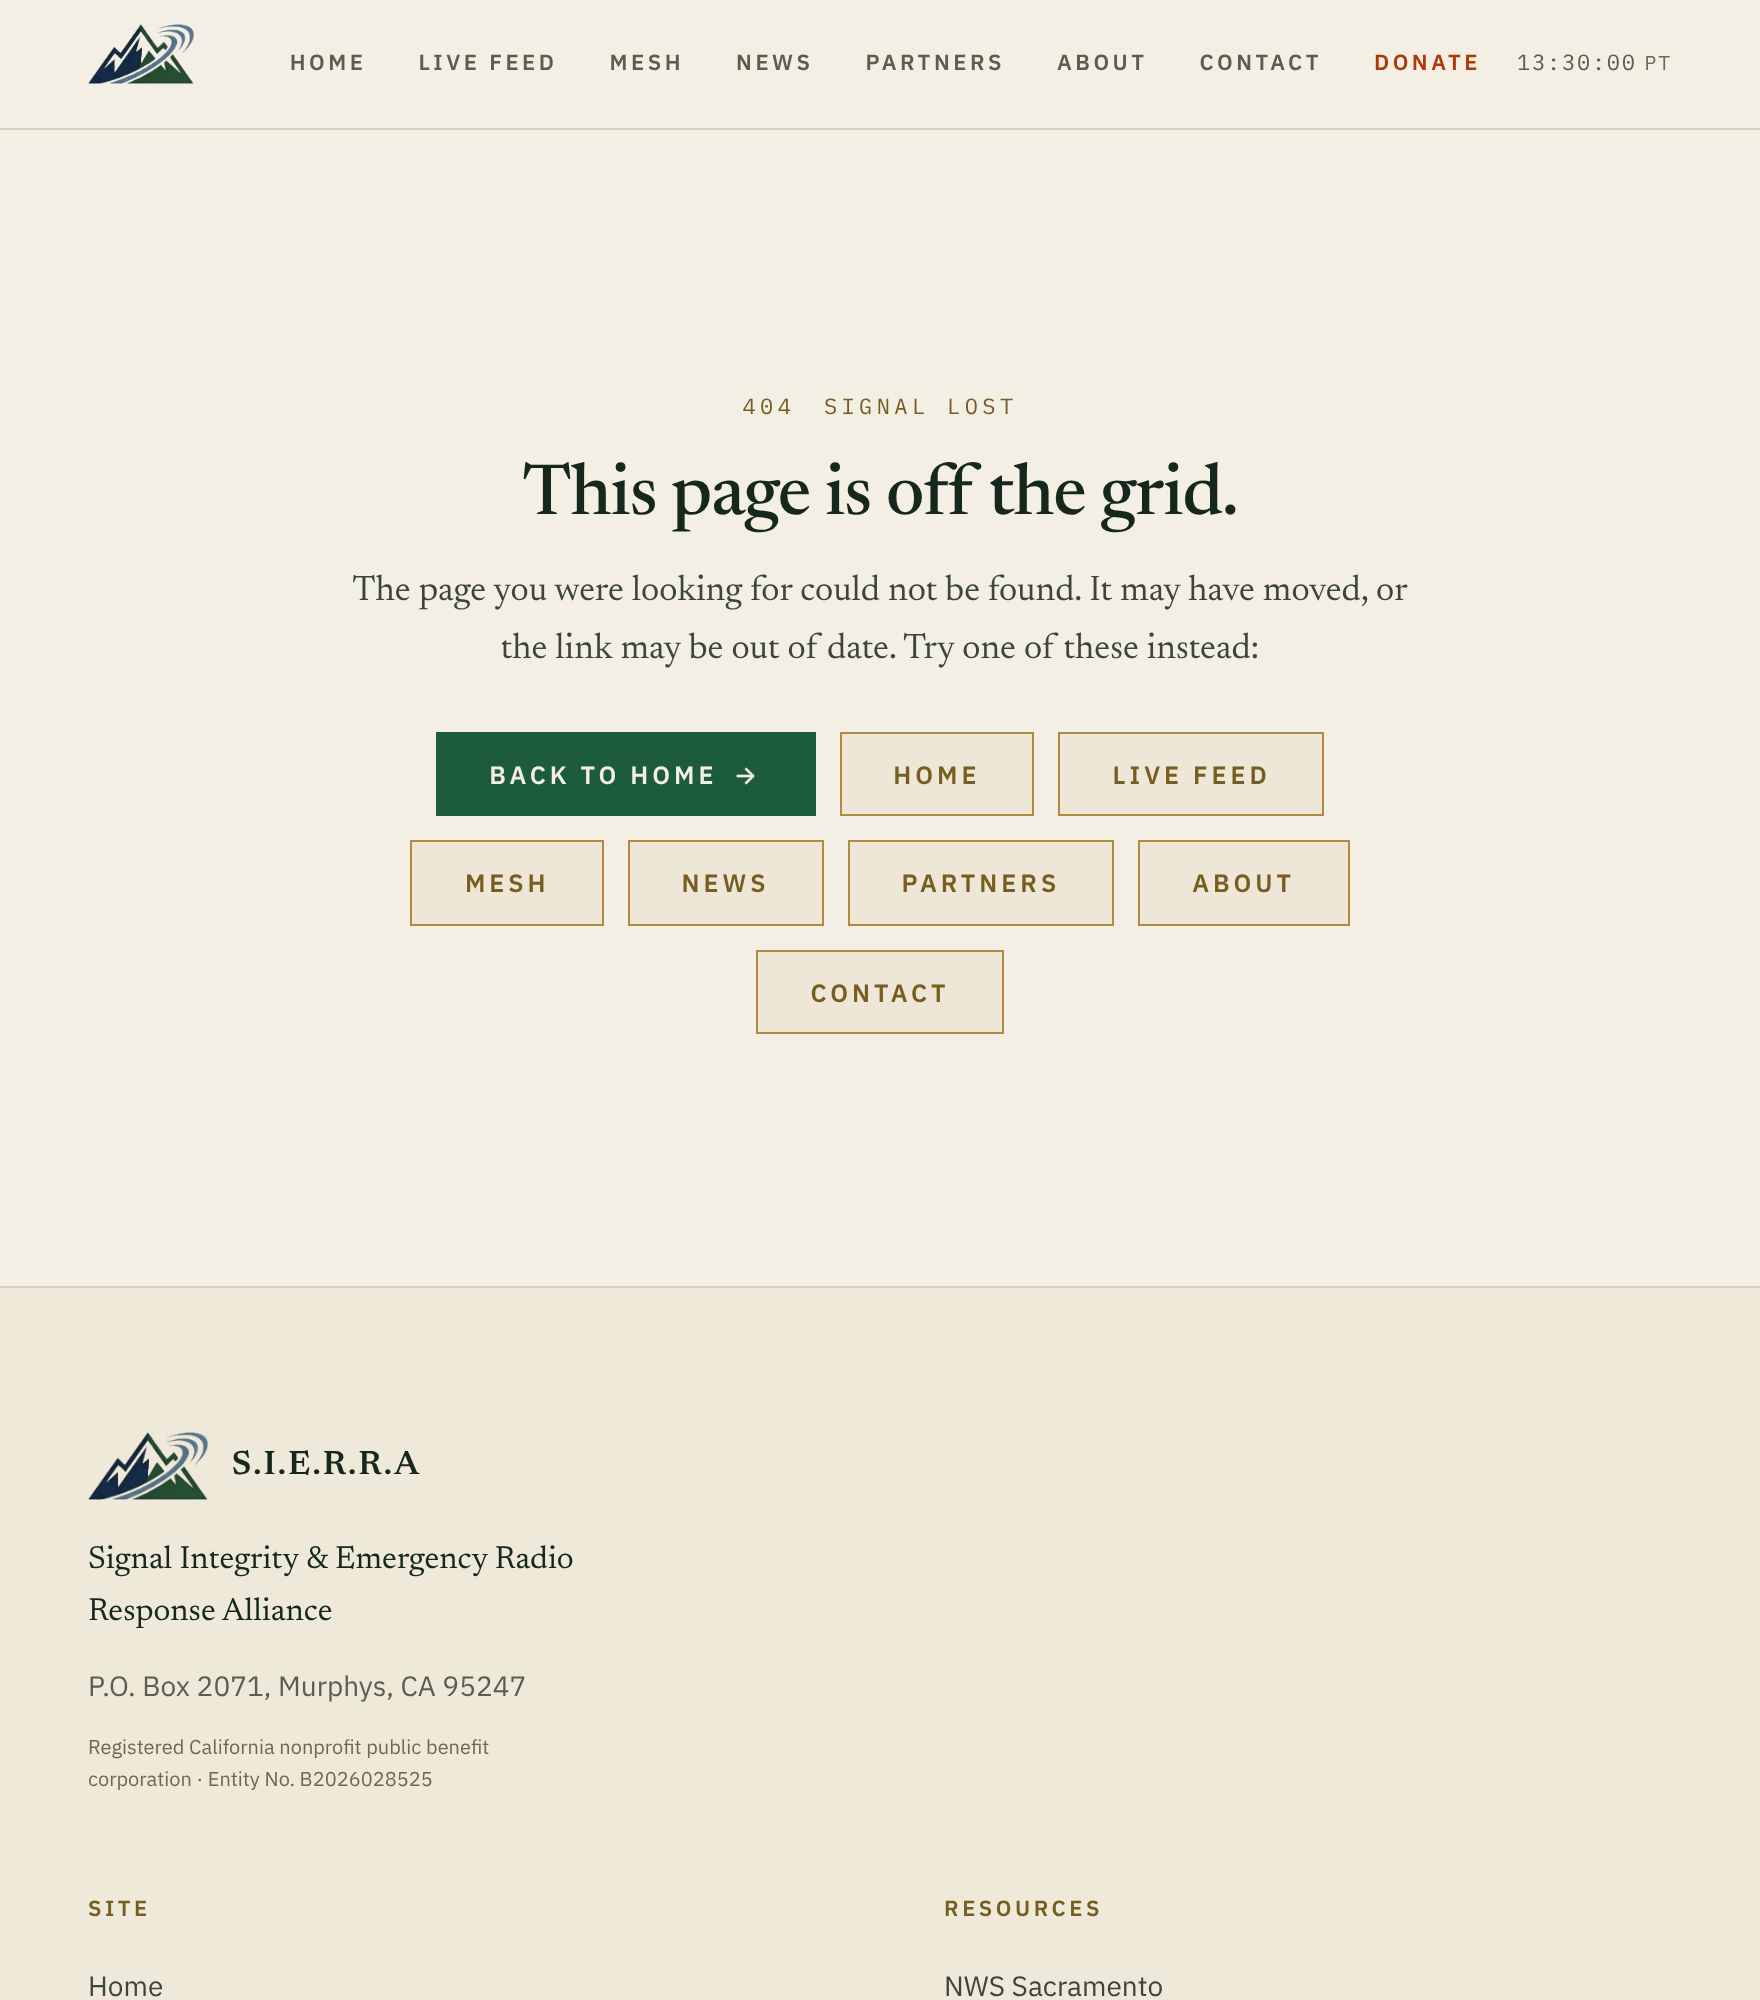 HOME LIVE FEED MESH NEWS PARTNERS ABOUT CONTACT DONATE 13:30:00 PT
404 SIGNAL LOST
This page is off the grid.
The page you were looking for could not be found. It may have moved, or
the link may be out of date. Try one of these instead:
BACK TO HOME → HOME LIVE FEED
MESH NEWS PARTNERS ABOUT
CONTACT
S.I.E.R.R.A
Signal Integrity & Emergency Radio
Response Alliance
P.O. Box 2071, Murphys, CA 95247
Registered California nonprofit public benefit
corporation · Entity No. B2026028525
SITE RESOURCES
Home NWS Sacramento